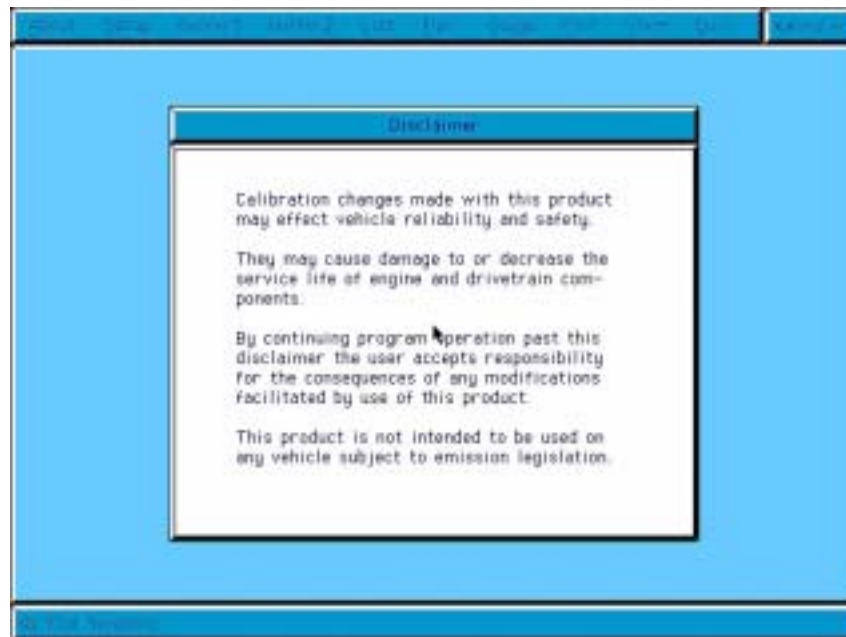 About Setup
Disclaimer
Calibration changes made with this product
may effect vehicle reliability and safety.
They may cause damage to or decrease the
service life of engine and drivetrain com-
ponents.
By continuing program operation past this
disclaimer the user accepts responsibility
for the consequences of any modifications
facilitated by use of this product.
This product is not intended to be used on
any vehicle subject to emission legislation.